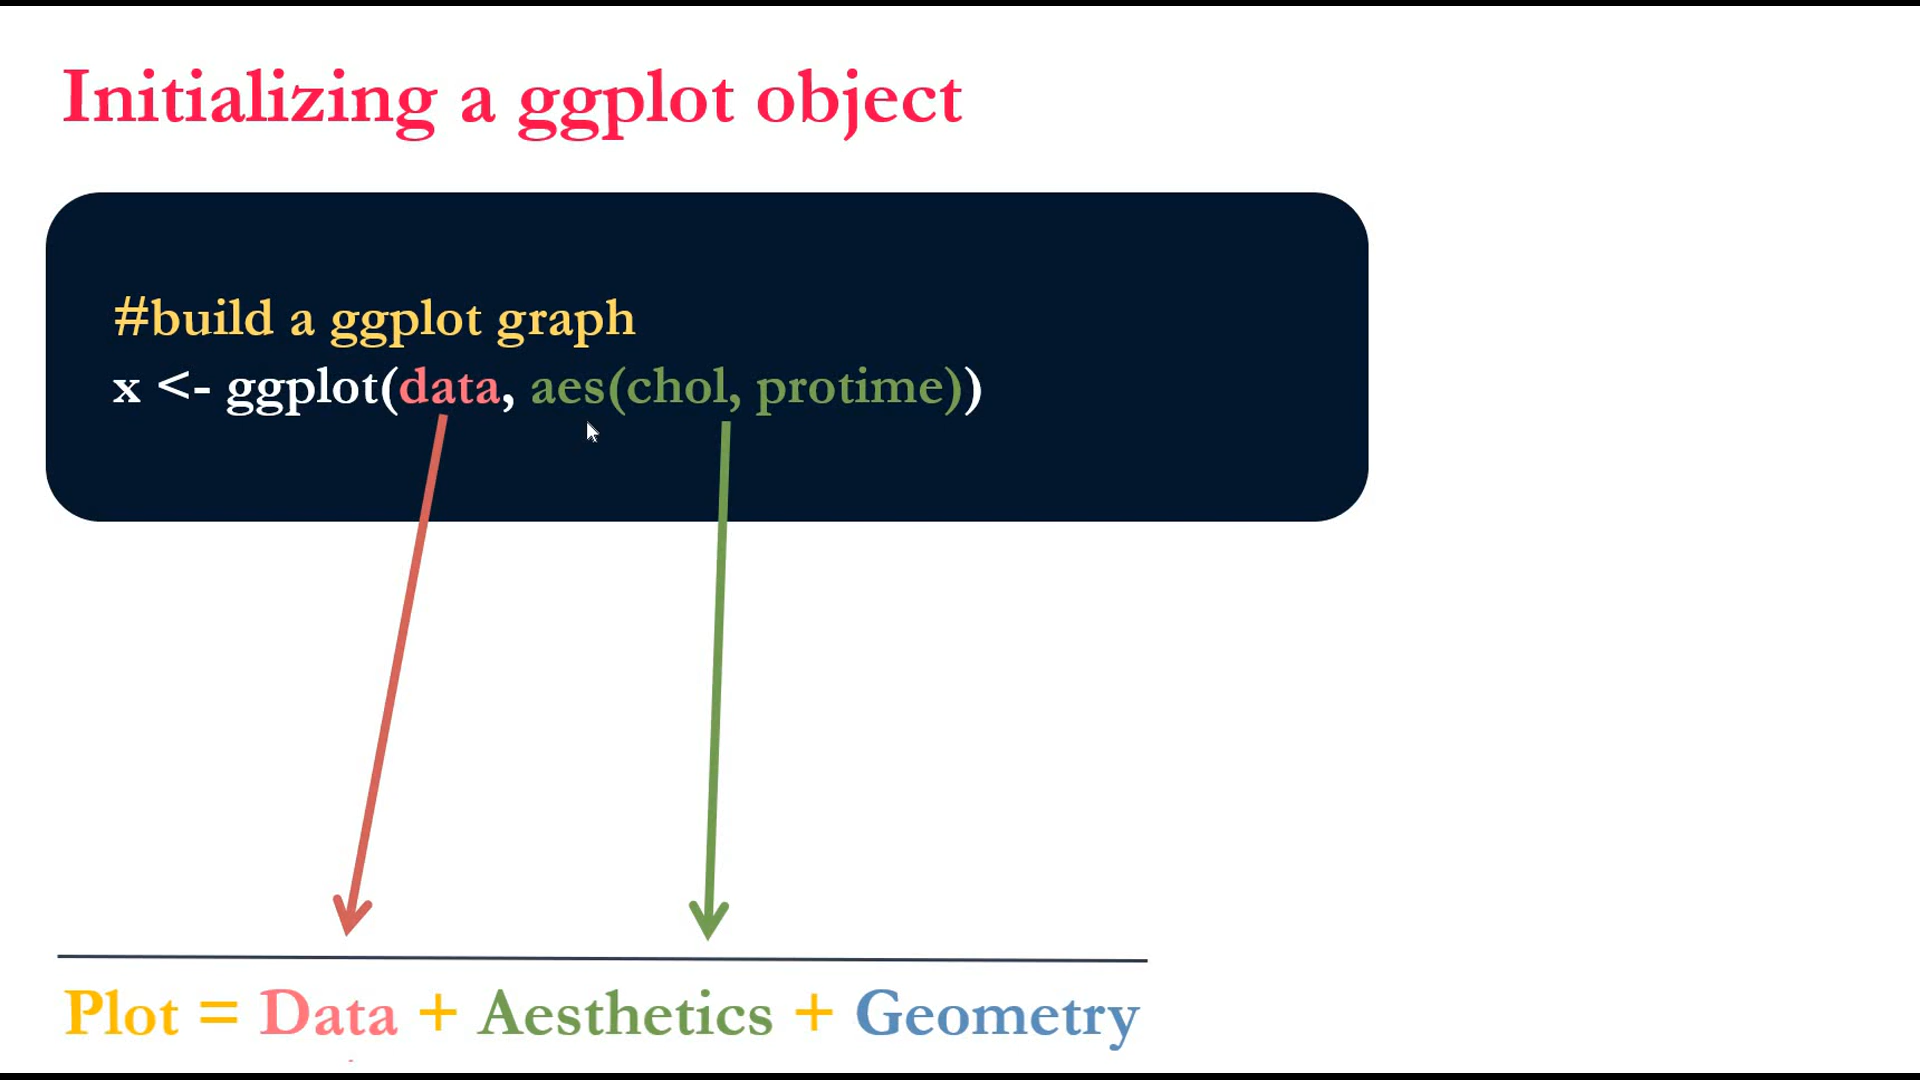 Initializing a ggplot object
#build a ggplot graph
x <- ggplot(data, aes(chol, protime))
Plot = Data + Aesthetics + Geometry